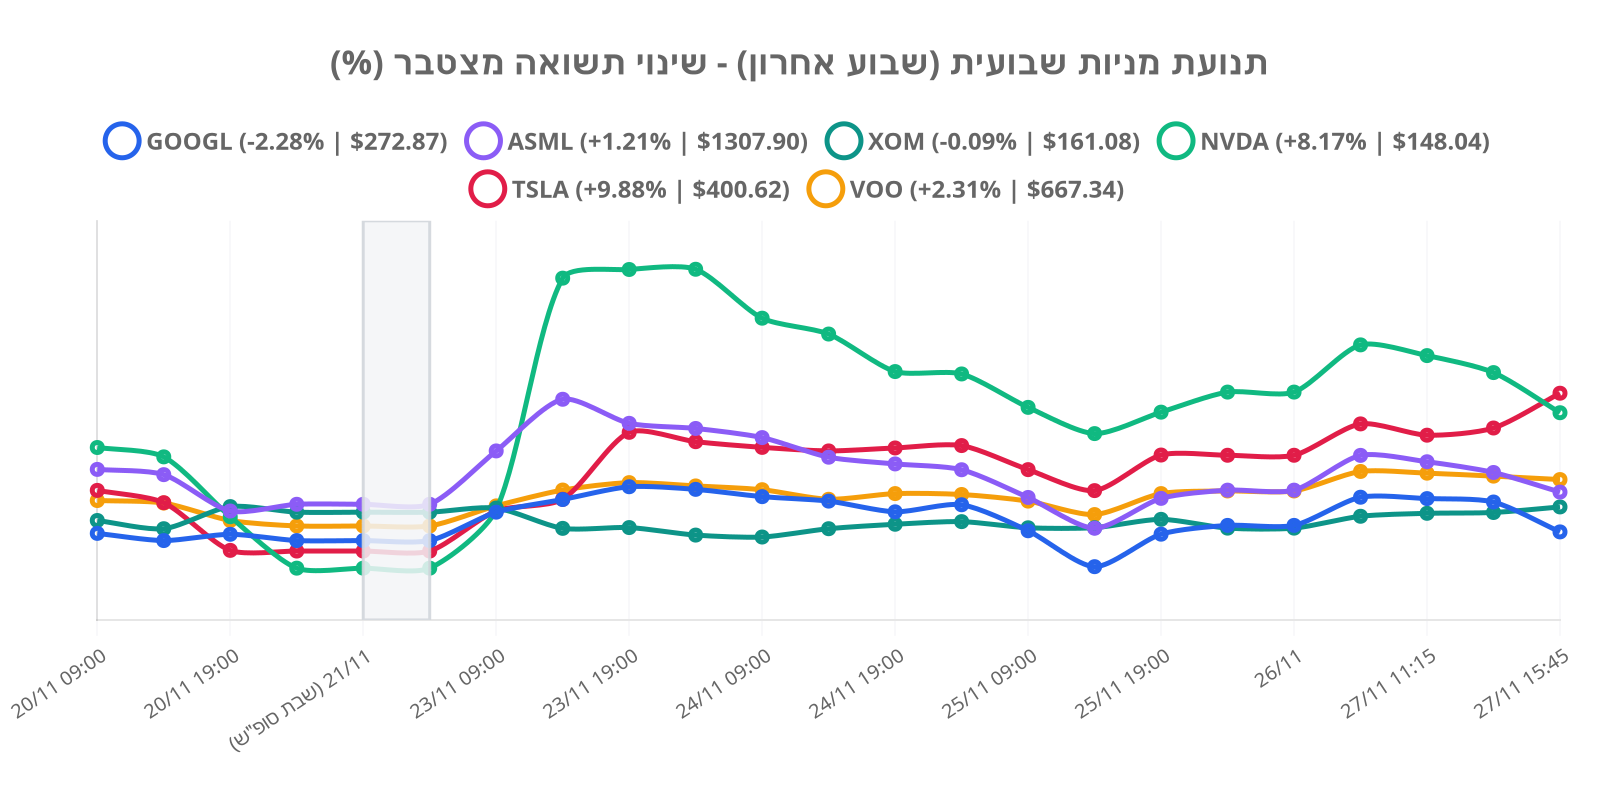 תנועת מניות שבועית (שבוע אחרון) - שינוי תשואה מצטבר (%)
GOOGL (-2.28% | $272.87) ASML (+1.21% | $1307.90) XOM (-0.09% | $161.08) NVDA (+8.17% | $148.04)
TSLA (+9.88% | $400.62) VOO (+2.31% | $667.34)
20/11 09:00
20/11 19:00
21/11 (שבת סופ"ש)
23/11 09:00
23/11 19:00
24/11 09:00
24/11 19:00
25/11 09:00
25/11 19:00
26/11
27/11 11:15
27/11 15:45